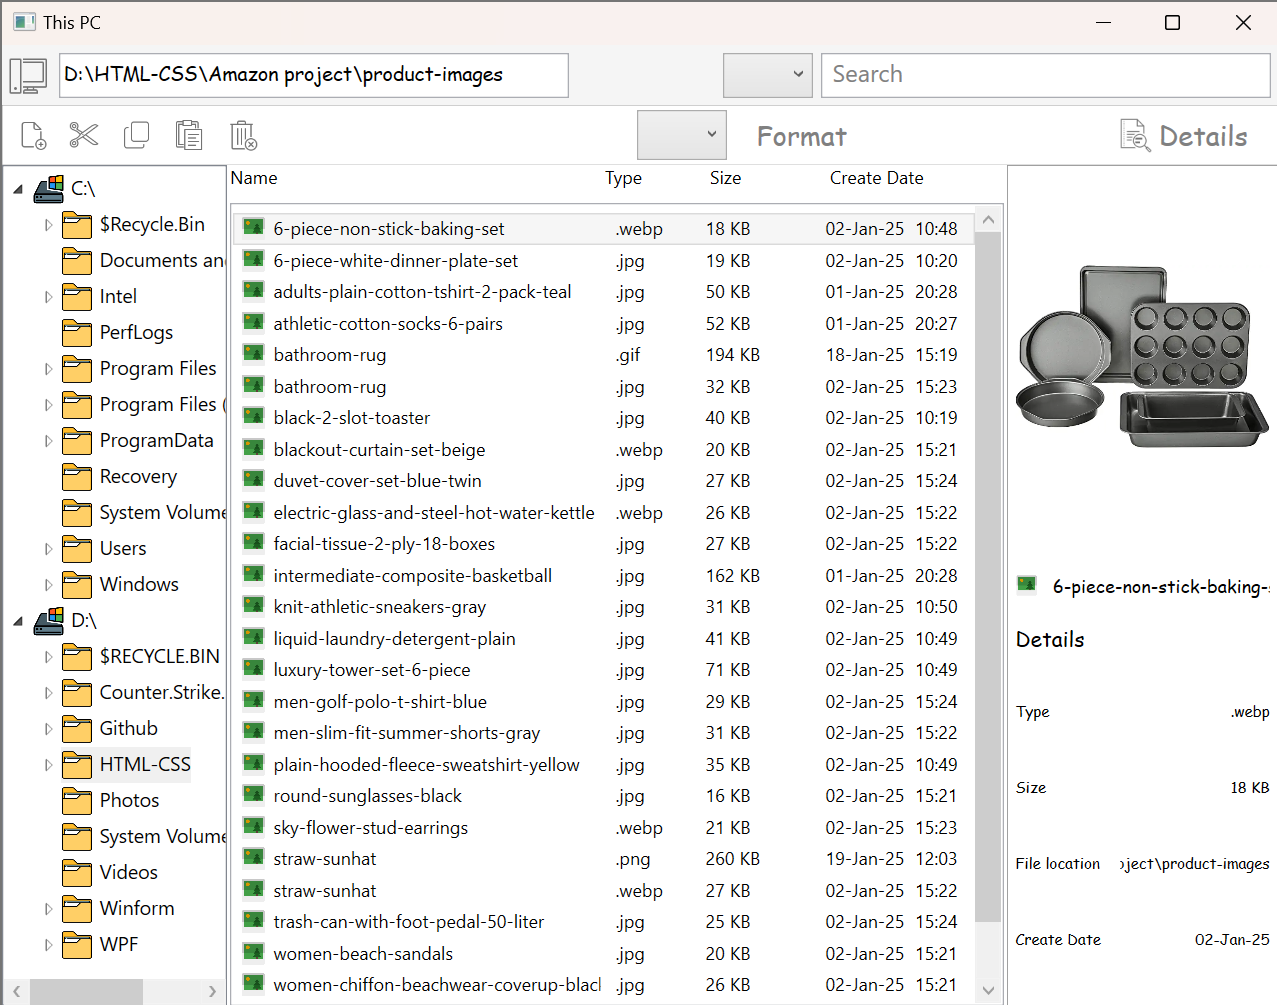 This PC
D:\HTML-CSS\Amazon project\product-images
Search
Format
Details
C:\
$Recycle.Bin
Documents an
Intel
PerfLogs
Program Files
Program Files (
ProgramData
Recovery
System Volume
Users
Windows
D:\
$RECYCLE.BIN
Counter.Strike.
Github
HTML-CSS
Photos
System Volume
Videos
Winform
WPF
Name Type Size Create Date
6-piece-non-stick-baking-set .webp 18 KB 02-Jan-25 10:48
6-piece-white-dinner-plate-set .jpg 19 KB 02-Jan-25 10:20
adults-plain-cotton-tshirt-2-pack-teal .jpg 50 KB 01-Jan-25 20:28
athletic-cotton-socks-6-pairs .jpg 52 KB 01-Jan-25 20:27
bathroom-rug .gif 194 KB 18-Jan-25 15:19
bathroom-rug .jpg 32 KB 02-Jan-25 15:23
black-2-slot-toaster .jpg 40 KB 02-Jan-25 10:19
blackout-curtain-set-beige .webp 20 KB 02-Jan-25 15:21
duvet-cover-set-blue-twin .jpg 27 KB 02-Jan-25 15:24
electric-glass-and-steel-hot-water-kettle .webp 26 KB 02-Jan-25 15:22
facial-tissue-2-ply-18-boxes .jpg 27 KB 02-Jan-25 15:22
intermediate-composite-basketball .jpg 162 KB 01-Jan-25 20:28
knit-athletic-sneakers-gray .jpg 31 KB 02-Jan-25 10:50
liquid-laundry-detergent-plain .jpg 41 KB 02-Jan-25 10:49
luxury-tower-set-6-piece .jpg 71 KB 02-Jan-25 10:49
men-golf-polo-t-shirt-blue .jpg 29 KB 02-Jan-25 15:24
men-slim-fit-summer-shorts-gray .jpg 31 KB 02-Jan-25 15:22
plain-hooded-fleece-sweatshirt-yellow .jpg 35 KB 02-Jan-25 10:49
round-sunglasses-black .jpg 16 KB 02-Jan-25 15:21
sky-flower-stud-earrings .webp 21 KB 02-Jan-25 15:23
straw-sunhat .png 260 KB 19-Jan-25 12:03
straw-sunhat .webp 27 KB 02-Jan-25 15:22
trash-can-with-foot-pedal-50-liter .jpg 25 KB 02-Jan-25 15:24
women-beach-sandals .jpg 20 KB 02-Jan-25 15:21
women-chiffon-beachwear-coverup-blacl .jpg 26 KB 02-Jan-25 15:21
6-piece-non-stick-baking-
Details
Type .webp
Size 18 KB
File location oject\product-images
Create Date 02-Jan-25